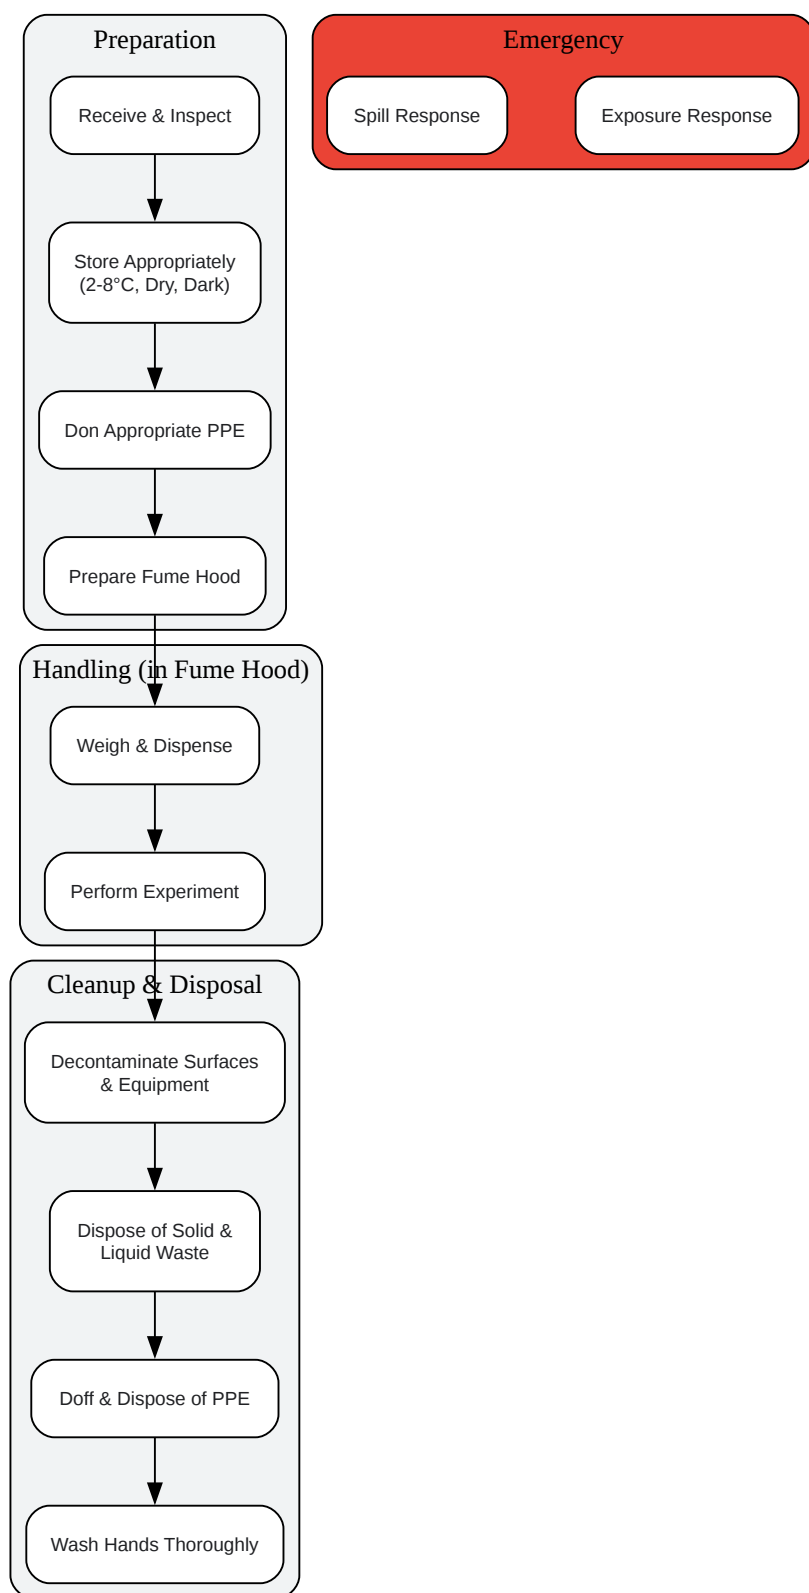 Preparation
Receive & Inspect
Store Appropriately
(2-8°C, Dry, Dark)
Don Appropriate PPE
Prepare Fume Hood
Handling (in Fume Hood)
Weigh & Dispense
Perform Experiment
Cleanup & Disposal
Decontaminate Surfaces
& Equipment
Dispose of Solid &
Liquid Waste
Doff & Dispose of PPE
Wash Hands Thoroughly
Emergency
Spill Response
Exposure Response